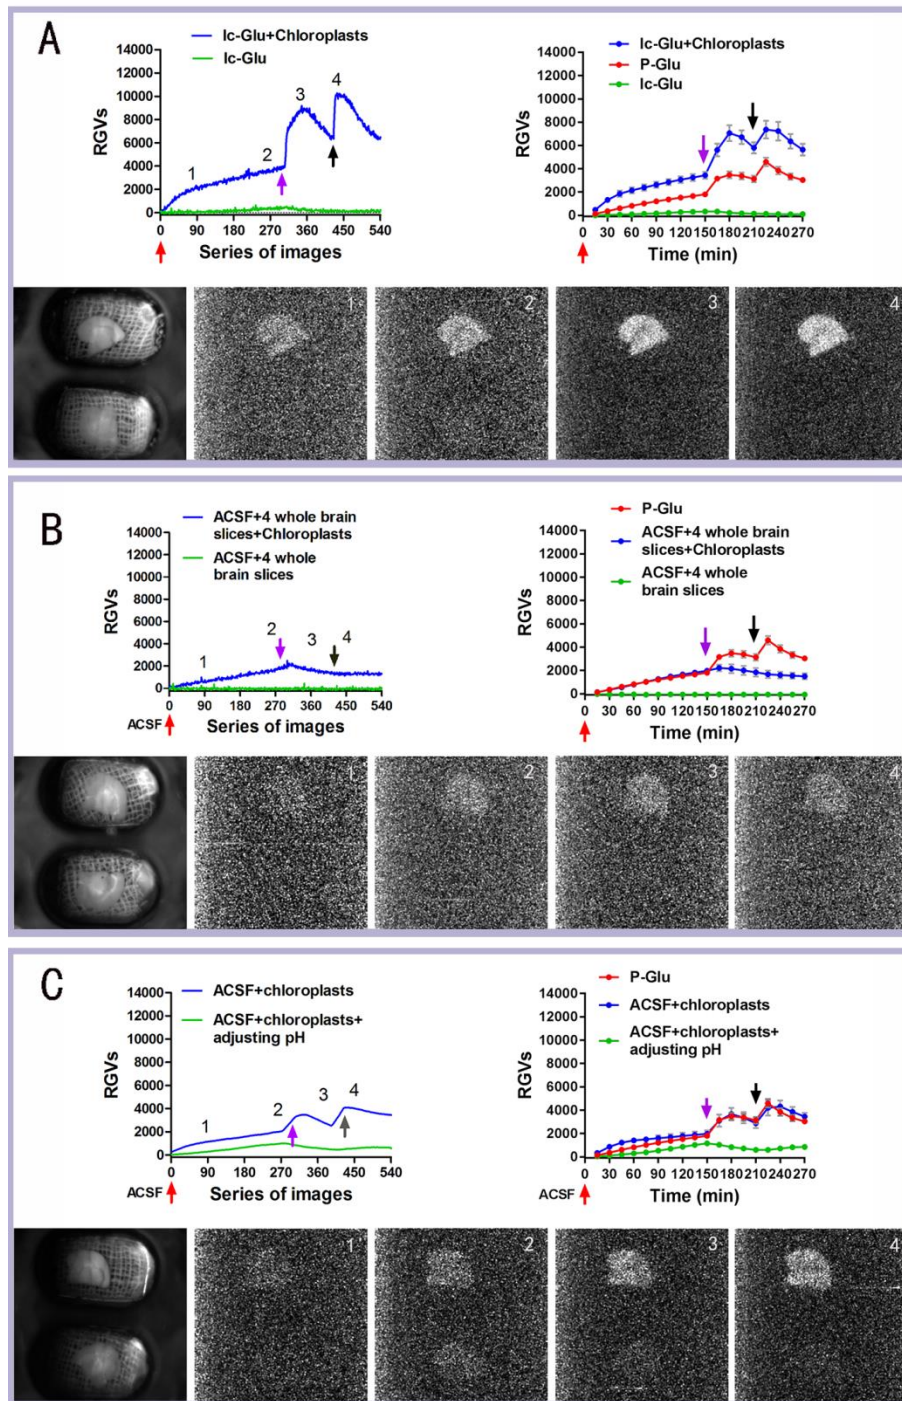 A
Ic-Glu+Chloroplasts
Ic-Glu
14000
12000
10000
8000
6000
4000
2000
0
RGVs
1
2
3
4
0 90 180 270 360 450 540
Series of images
Ic-Glu+Chloroplasts
P-Glu
Ic-Glu
14000
12000
10000
8000
6000
4000
2000
0
RGVs
0 30 60 90 120 150 180 210 240 270
Time (min)
1
2
3
4
B
ACSF+4 whole brain
slices+Chloroplasts
ACSF+4 whole
brain slices
14000
12000
10000
8000
6000
4000
2000
0
RGVs
1
2
3
4
0 90 180 270 360 450 540
ACSF
Series of images
P-Glu
ACSF+4 whole brain
slices+Chloroplasts
ACSF+4 whole
brain slices
14000
12000
10000
8000
6000
4000
2000
0
RGVs
0 30 60 90 120 150 180 210 240 270
Time (min)
1
2
3
4
C
ACSF+chloroplasts
ACSF+chloroplasts+
adjusting pH
14000
12000
10000
8000
6000
4000
2000
0
RGVs
1
2
3
4
0 90 180 270 360 450 540
ACSF
Series of images
P-Glu
ACSF+chloroplasts
ACSF+chloroplasts+
adjusting pH
14000
12000
10000
8000
6000
4000
2000
0
RGVs
0 30 60 90 120 150 180 210 240 270
ACSF
Time (min)
1
2
3
4